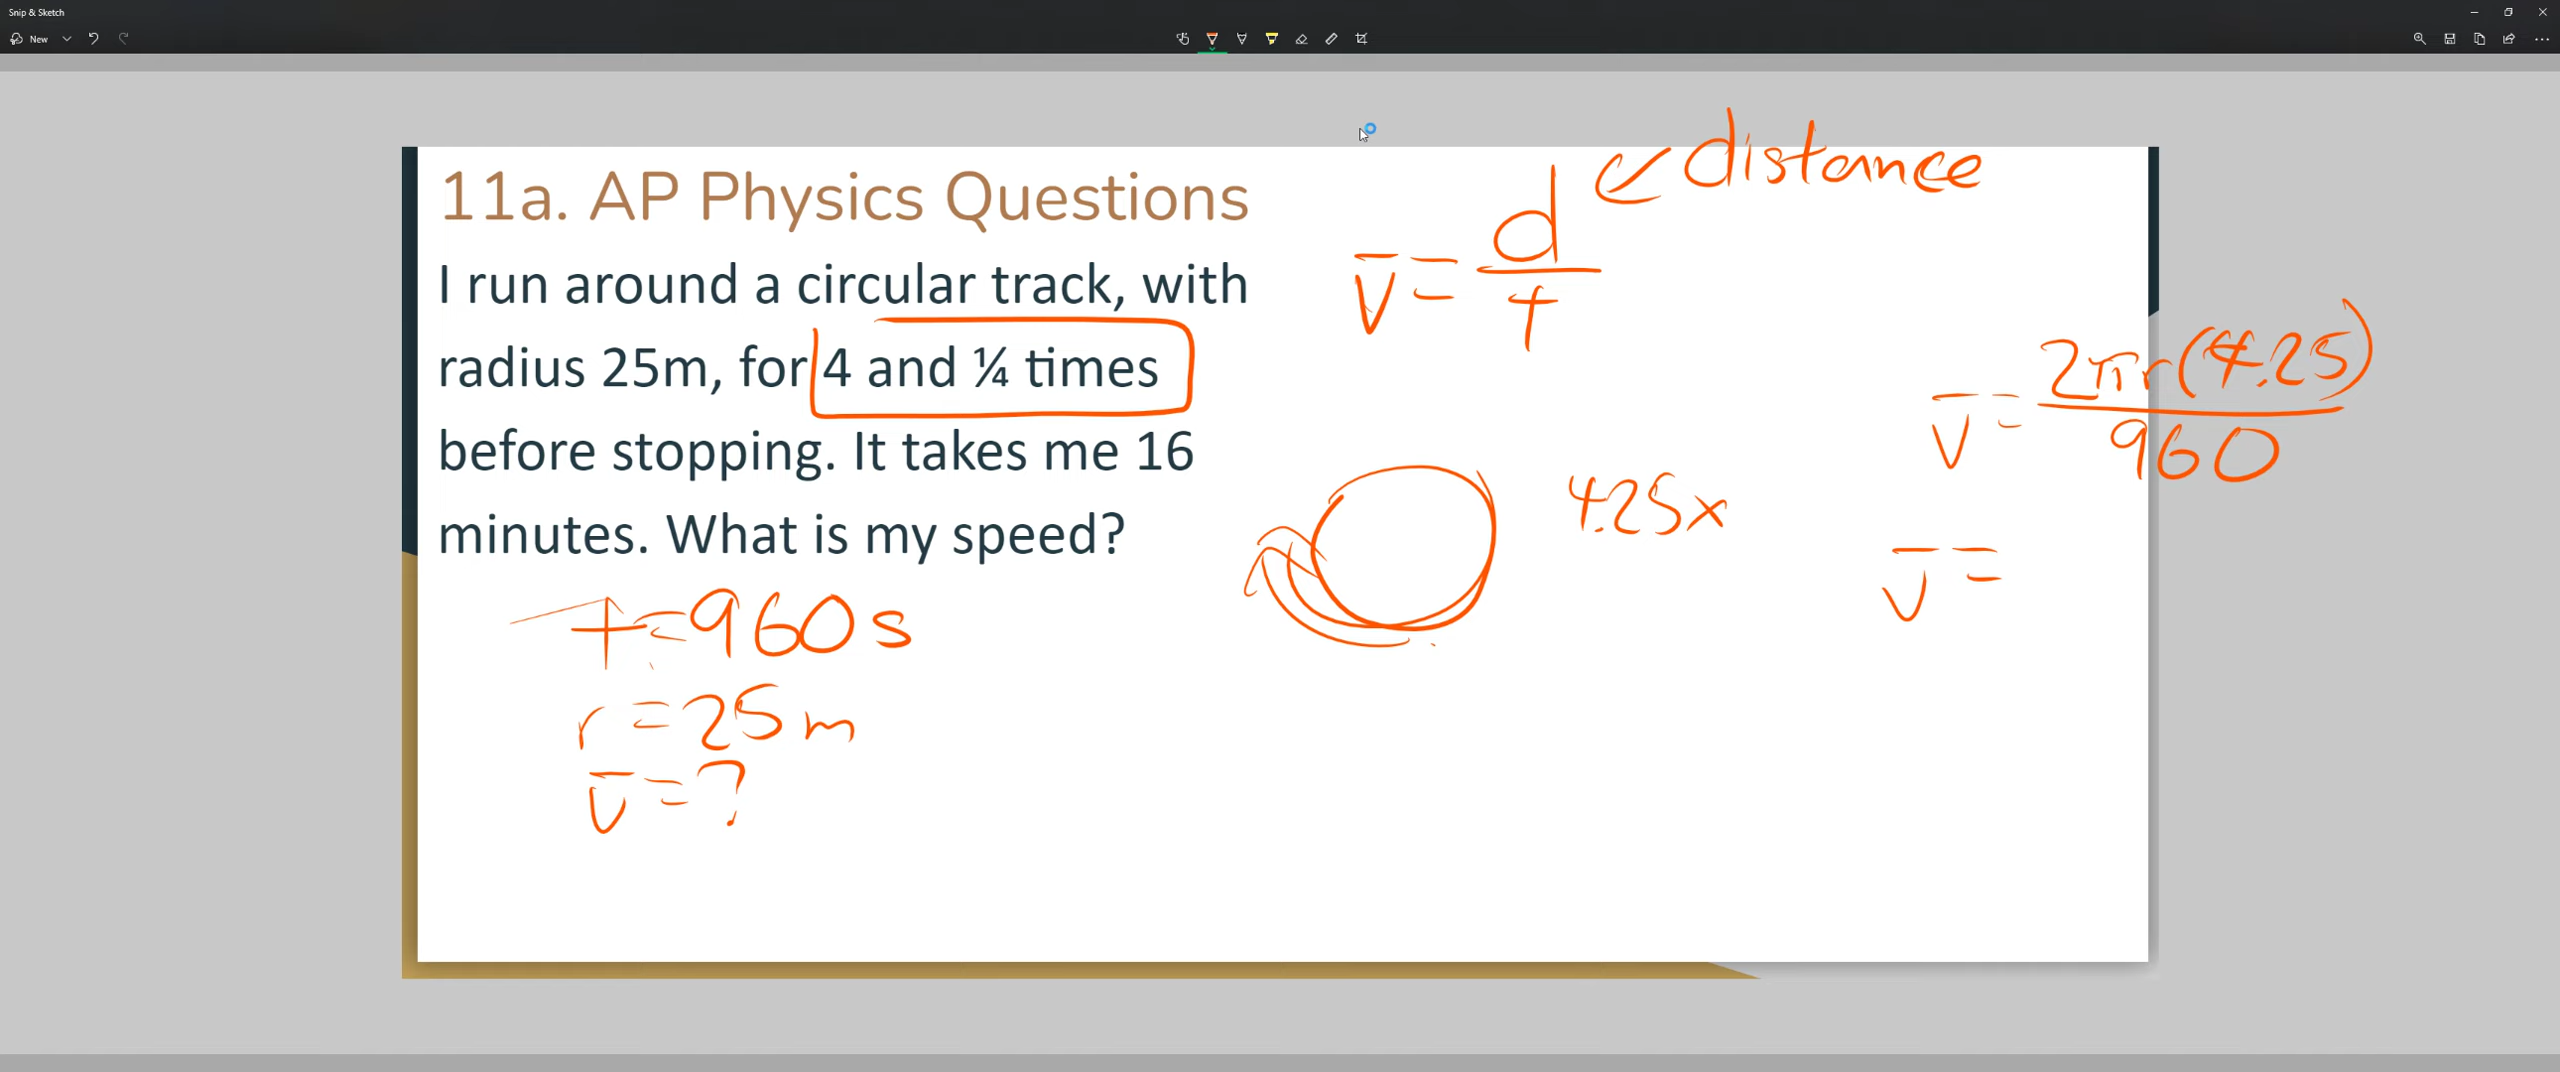 Snip & Sketch
New
11a. AP Physics Questions
I run around a circular track, with
radius 25m, for 4 and ¼ times
before stopping. It takes me 16
minutes. What is my speed?
t=960s
r=25m
v̄=?
v̄=d/t
distance
4.25x
v̄=2πr(4.25)/960
v̄=